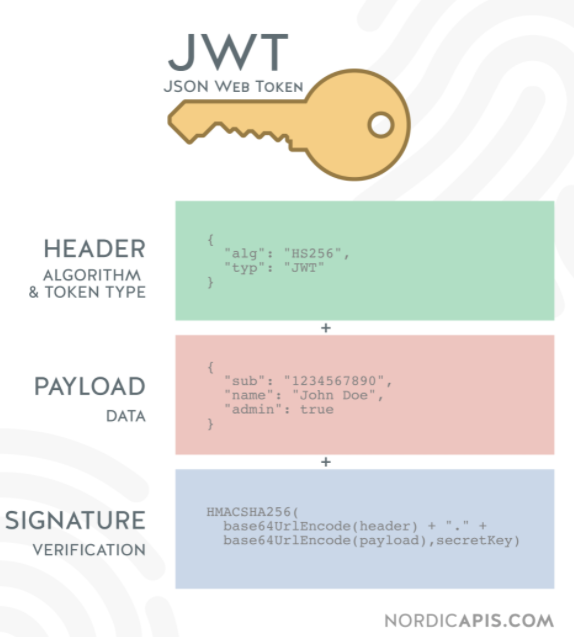 JWT
JSON Web Token
HEADER
ALGORITHM
& TOKEN TYPE
{
  "alg": "HS256",
  "typ": "JWT"
}
+
PAYLOAD
DATA
{
  "sub": "1234567890",
  "name": "John Doe",
  "admin": true
}
+
SIGNATURE
VERIFICATION
HMACSHA256(
  base64UrlEncode(header) + "." +
  base64UrlEncode(payload),secretKey)
NORDICAPIS.COM